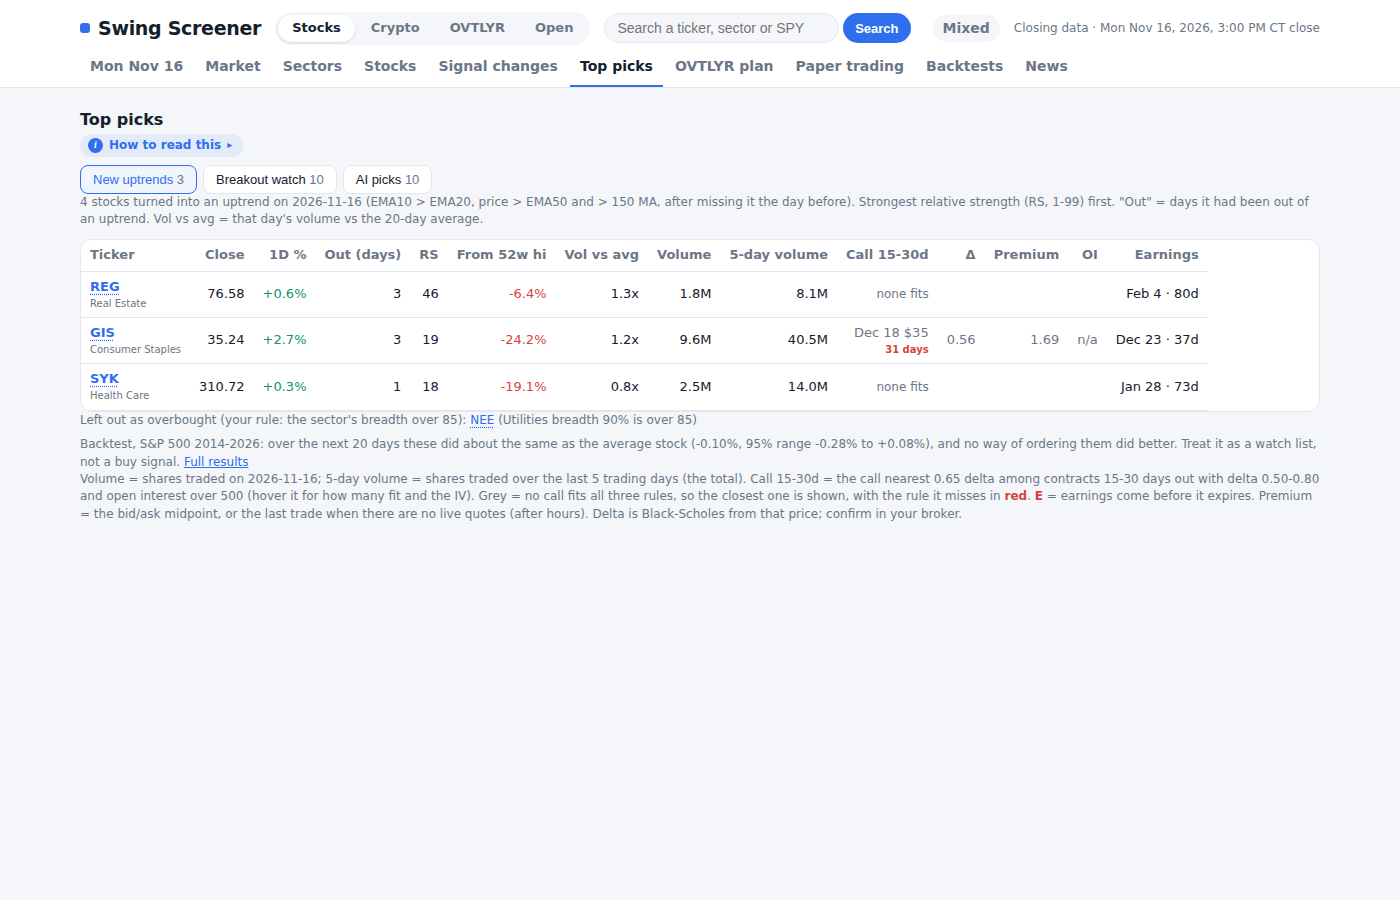 Swing Screener
Stocks Crypto OVTLYR Open
Search a ticker, sector or SPY
Search
Mixed
Closing data · Mon Nov 16, 2026, 3:00 PM CT close
Mon Nov 16 Market Sectors Stocks Signal changes Top picks OVTLYR plan Paper trading Backtests News
Top picks
i How to read this ▸
New uptrends 3 Breakout watch 10 AI picks 10
4 stocks turned into an uptrend on 2026-11-16 (EMA10 > EMA20, price > EMA50 and > 150 MA, after missing it the day before). Strongest relative strength (RS, 1-99) first. "Out" = days it had been out of
an uptrend. Vol vs avg = that day's volume vs the 20-day average.
Ticker Close 1D % Out (days) RS From 52w hi Vol vs avg Volume 5-day volume Call 15-30d Δ Premium OI Earnings
REG 76.58 +0.6% 3 46 -6.4% 1.3x 1.8M 8.1M none fits Feb 4 · 80d
Real Estate
GIS 35.24 +2.7% 3 19 -24.2% 1.2x 9.6M 40.5M Dec 18 $35 0.56 1.69 n/a Dec 23 · 37d
Consumer Staples 31 days
SYK 310.72 +0.3% 1 18 -19.1% 0.8x 2.5M 14.0M none fits Jan 28 · 73d
Health Care
Left out as overbought (your rule: the sector's breadth over 85): NEE (Utilities breadth 90% is over 85)
Backtest, S&P 500 2014-2026: over the next 20 days these did about the same as the average stock (-0.10%, 95% range -0.28% to +0.08%), and no way of ordering them did better. Treat it as a watch list,
not a buy signal. Full results
Volume = shares traded on 2026-11-16; 5-day volume = shares traded over the last 5 trading days (the total). Call 15-30d = the call nearest 0.65 delta among contracts 15-30 days out with delta 0.50-0.80
and open interest over 500 (hover it for how many fit and the IV). Grey = no call fits all three rules, so the closest one is shown, with the rule it misses in red. E = earnings come before it expires. Premium
= the bid/ask midpoint, or the last trade when there are no live quotes (after hours). Delta is Black-Scholes from that price; confirm in your broker.